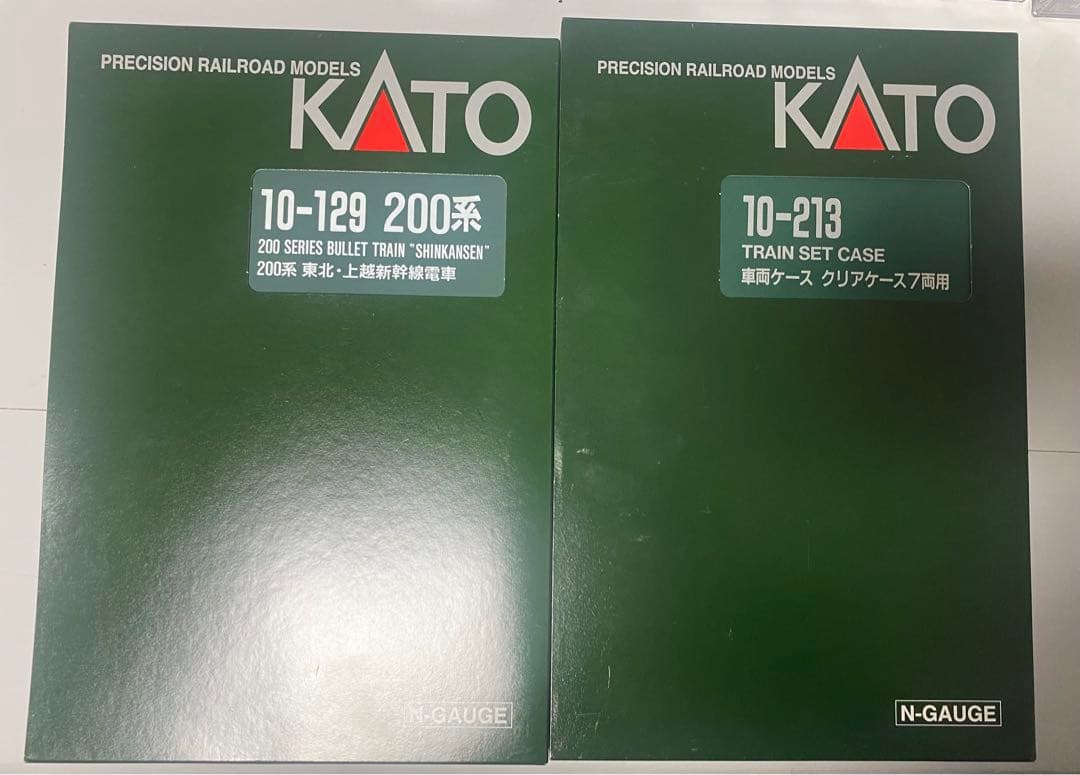 PRECISION RAILROAD MODELS
KATO
10-129 200系
200 SERIES BULLET TRAIN "SHINKANSEN"
200系 東北・上越新幹線電車
N-GAUGE
PRECISION RAILROAD MODELS
KATO
10-213
TRAIN SET CASE
車両ケース クリアケース7両用
N-GAUGE